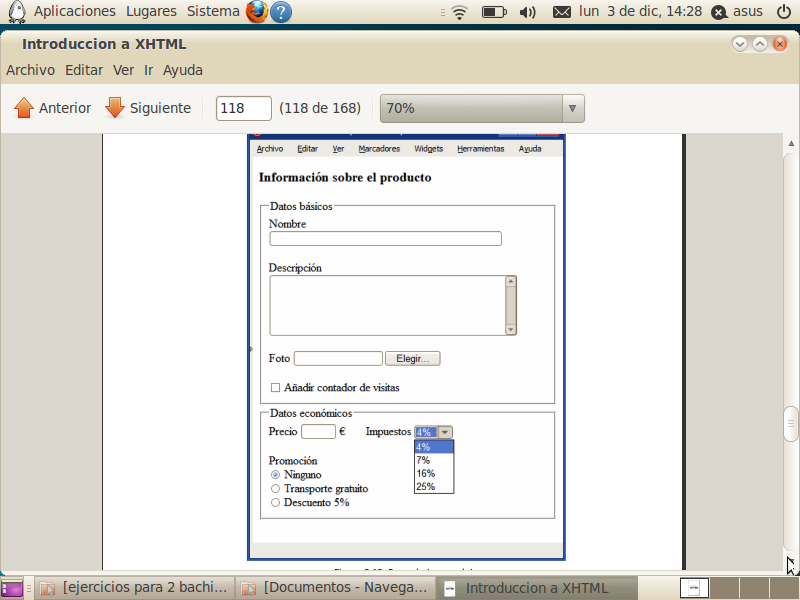 Aplicaciones Lugares Sistema lun 3 de dic, 14:28 asus
Introduccion a XHTML
Archivo Editar Ver Ir Ayuda
Anterior Siguiente 118 (118 de 168) 70%
Archivo Editar Ver Marcadores Widgets Herramientas Ayuda
Información sobre el producto
Datos básicos
Nombre
Descripción
Foto Elegir...
Añadir contador de visitas
Datos económicos
Precio € Impuestos 4%
4%
7%
16%
25%
Promoción
Ninguno
Transporte gratuito
Descuento 5%
[ejercicios para 2 bachi... [Documentos - Navega... Introduccion a XHTML